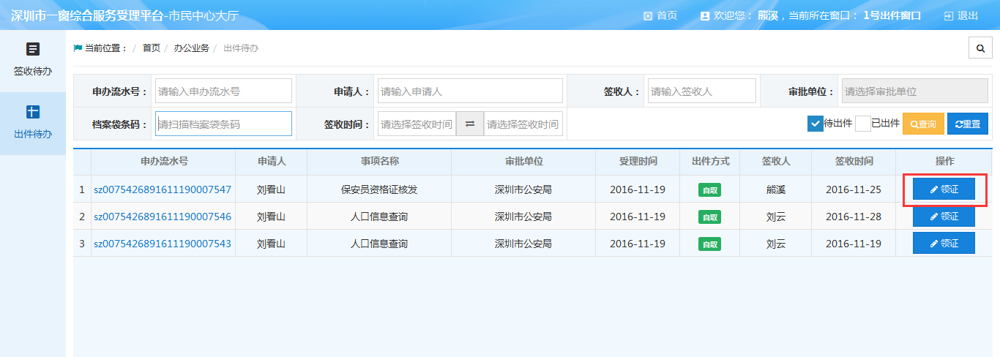 深圳市一窗综合服务受理平台-市民中心大厅 首页 欢迎您： 熊溪，当前所在窗口： 1号出件窗口 退出
签收待办
出件待办
当前位置： / 首页 / 办公业务 / 出件待办
申办流水号： 请输入申办流水号 申请人： 请输入申请人 签收人： 请输入签收人 审批单位： 请选择审批单位
档案袋条码： 请扫描档案袋条码 签收时间： 请选择签收时间 请选择签收时间 待出件 已出件 查询 重置
申办流水号 申请人 事项名称 审批单位 受理时间 出件方式 签收人 签收时间 操作
1 sz0075426891611190007547 刘看山 保安员资格证核发 深圳市公安局 2016-11-19 自取 熊溪 2016-11-25 领证
2 sz0075426891611190007546 刘看山 人口信息查询 深圳市公安局 2016-11-19 自取 刘云 2016-11-28 领证
3 sz0075426891611190007543 刘看山 人口信息查询 深圳市公安局 2016-11-19 自取 刘云 2016-11-19 领证